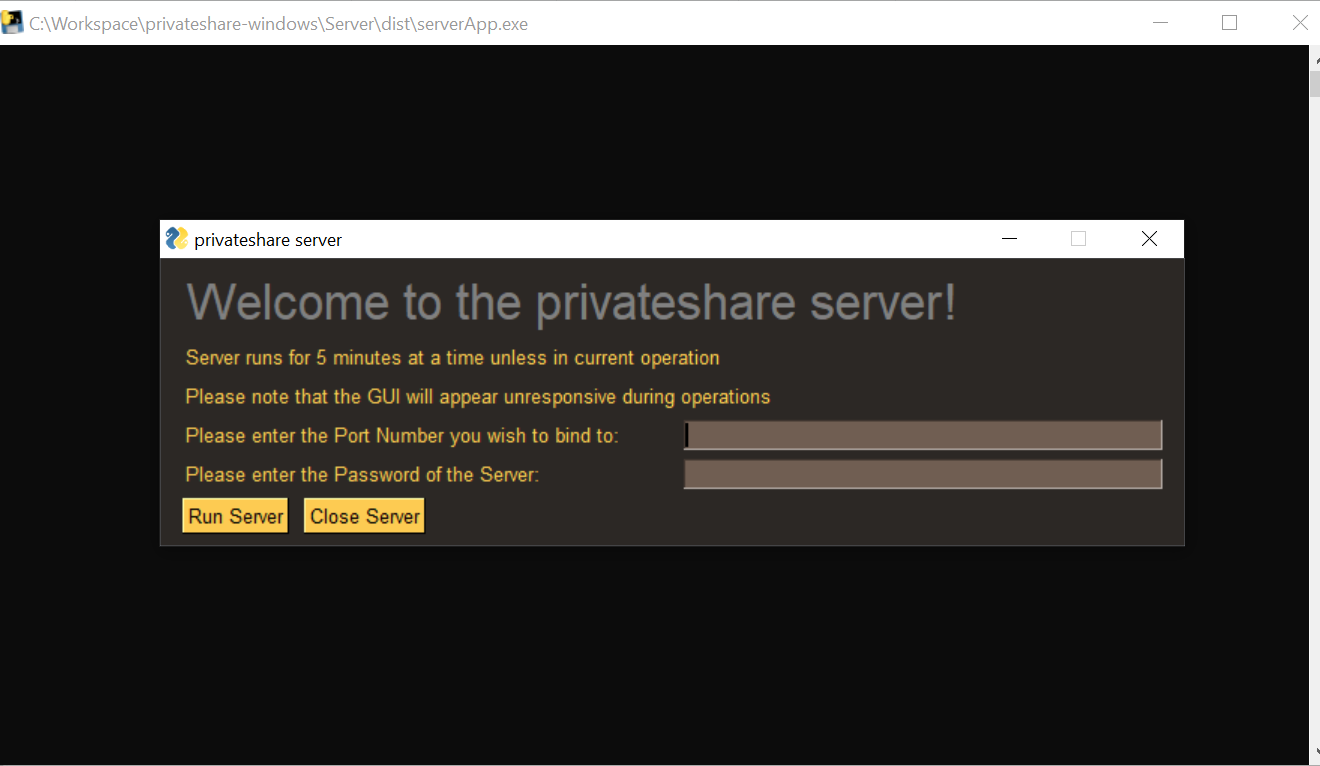 C:\Workspace\privateshare-windows\Server\dist\serverApp.exe
privateshare server
Welcome to the privateshare server!
Server runs for 5 minutes at a time unless in current operation
Please note that the GUI will appear unresponsive during operations
Please enter the Port Number you wish to bind to:
Please enter the Password of the Server:
Run Server Close Server